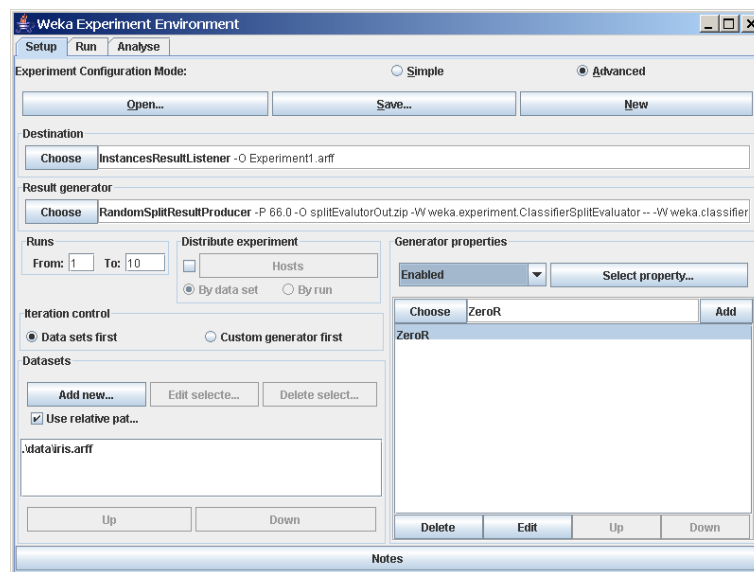 Weka Experiment Environment
Setup Run Analyse
Experiment Configuration Mode: Simple Advanced
Open... Save... New
Destination
Choose InstancesResultListener -O Experiment1.arff
Result generator
Choose RandomSplitResultProducer -P 66.0 -O splitEvalutorOut.zip -W weka.experiment.ClassifierSplitEvaluator -- -W weka.classifier
Runs
From: 1 To: 10
Distribute experiment
Hosts
By data set By run
Generator properties
Enabled Select property...
Choose ZeroR Add
ZeroR
Iteration control
Data sets first Custom generator first
Datasets
Add new... Edit selecte... Delete select...
Use relative pat...
.\data\iris.arff
Up Down
Delete Edit Up Down
Notes